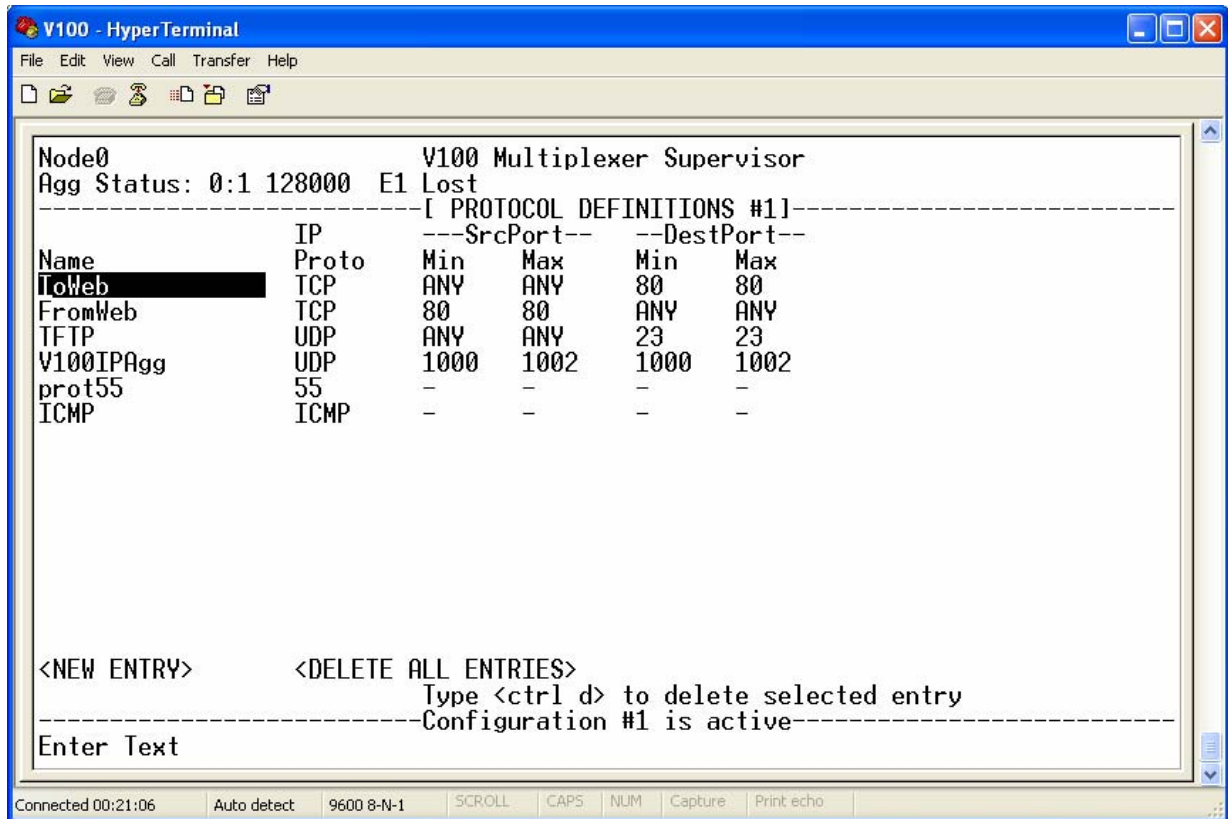 V100 - HyperTerminal
File Edit View Call Transfer Help
Node0 V100 Multiplexer Supervisor
Agg Status: 0:1 128000 E1 Lost
---------------------------[ PROTOCOL DEFINITIONS #1]---------------------------
IP ---SrcPort-- --DestPort--
Name Proto Min Max Min Max
ToWeb TCP ANY ANY 80 80
FromWeb TCP 80 80 ANY ANY
TFTP UDP ANY ANY 23 23
V100IPAgg UDP 1000 1002 1000 1002
prot55 55 - - - -
ICMP ICMP - - - -
<NEW ENTRY> <DELETE ALL ENTRIES>
Type <ctrl d> to delete selected entry
---------------------------Configuration #1 is active---------------------------
Enter Text
Connected 00:21:06 Auto detect 9600 8-N-1 SCROLL CAPS NUM Capture Print echo